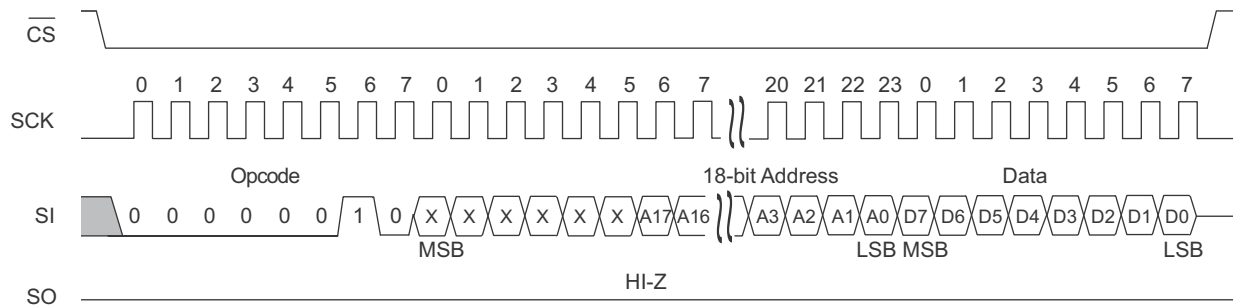 CS
0 1 2 3 4 5 6 7 0 1 2 3 4 5 6 7 20 21 22 23 0 1 2 3 4 5 6 7
SCK
Opcode 18-bit Address Data
SI 0 0 0 0 0 0 1 0 X X X X X X A17 A16 A3 A2 A1 A0 D7 D6 D5 D4 D3 D2 D1 D0
MSB LSB MSB LSB
HI-Z
SO